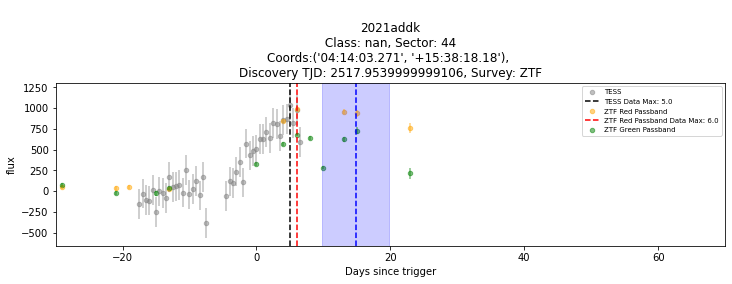 2021addk
Class: nan, Sector: 44
Coords:('04:14:03.271', '+15:38:18.18'),
Discovery TJD: 2517.9539999999106, Survey: ZTF
flux
1250
1000
750
500
250
0
−250
−500
TESS
TESS Data Max: 5.0
ZTF Red Passband
ZTF Red Passband Data Max: 6.0
ZTF Green Passband
−20 0 20 40 60
Days since trigger